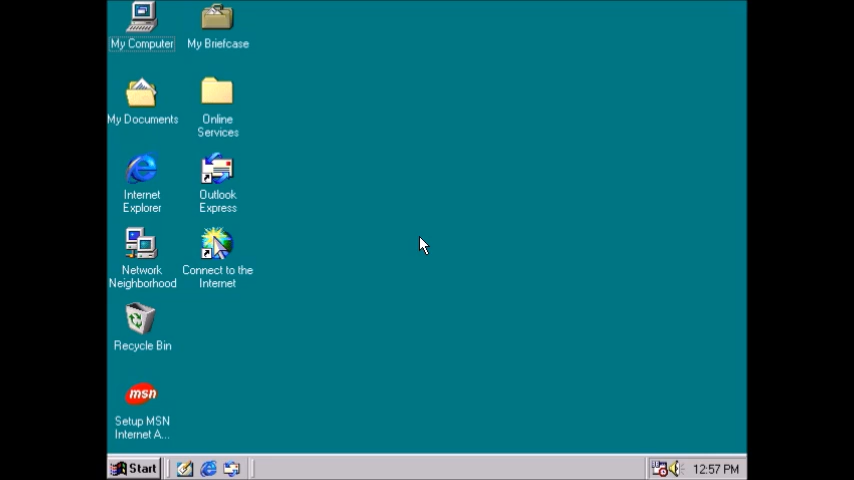 My Computer
My Briefcase
My Documents
Online
Services
Internet
Explorer
Outlook
Express
Network
Neighborhood
Connect to the
Internet
Recycle Bin
msn
Setup MSN
Internet A...
Start
12:57 PM